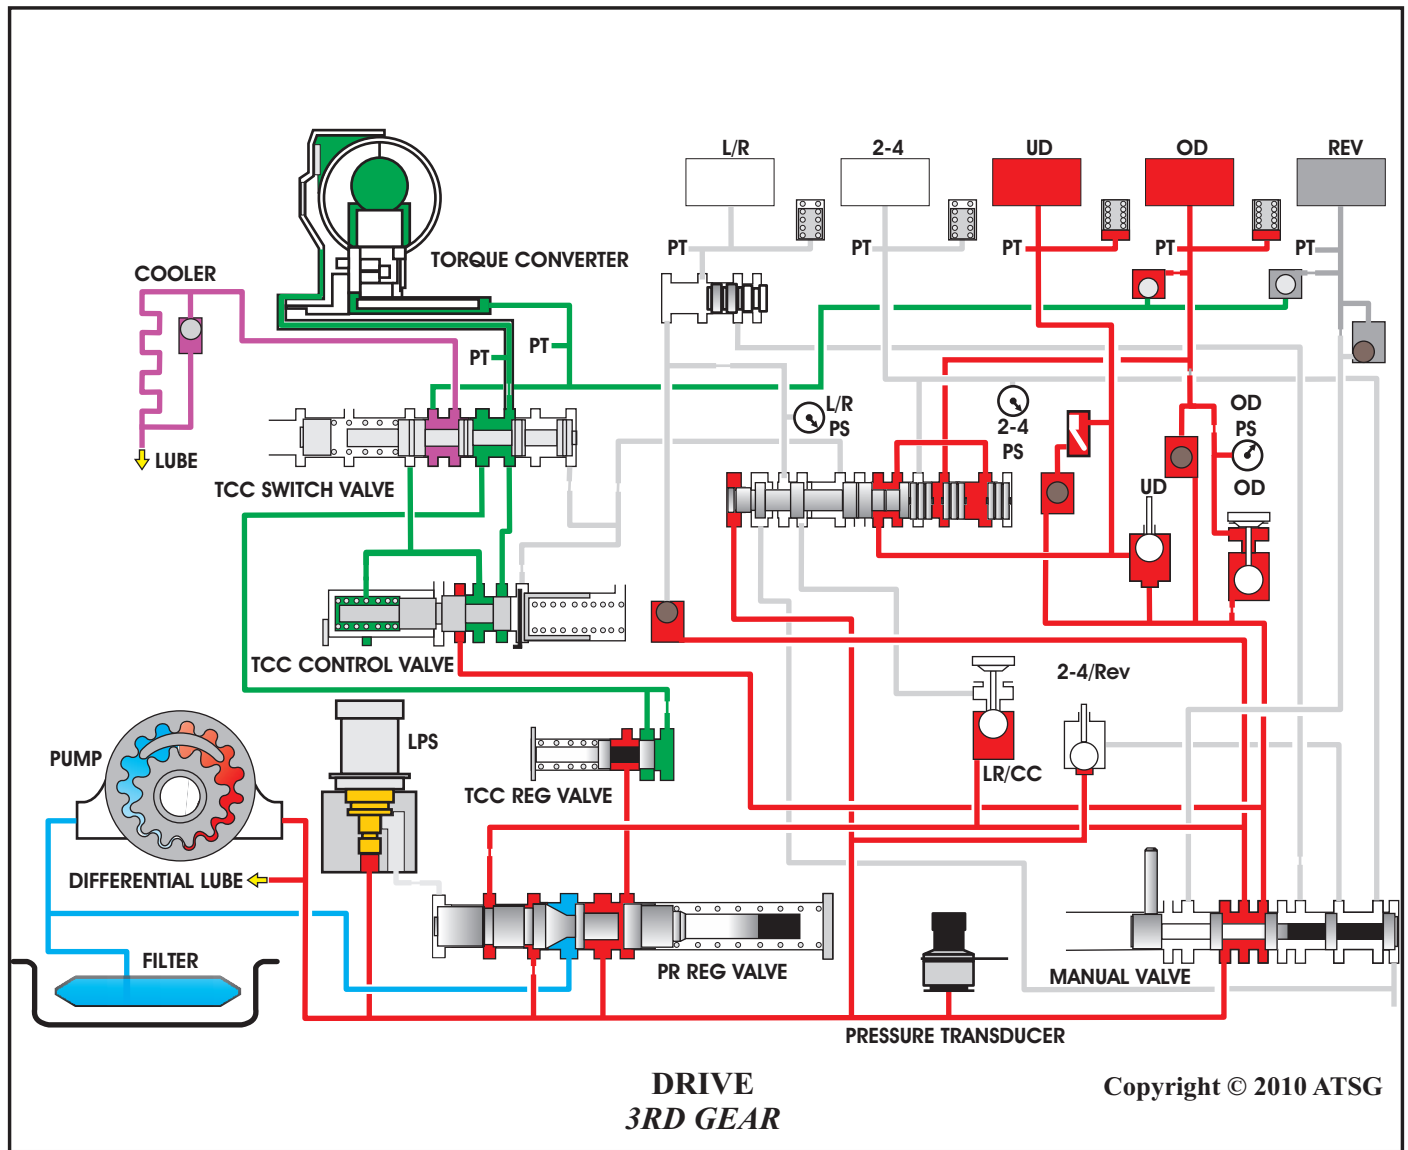 L/R
2-4
UD
OD
REV
PT
PT
PT
PT
PT
TORQUE CONVERTER
COOLER
PT
PT
L/R
PS
2-4
PS
OD
PS
LUBE
TCC SWITCH VALVE
UD
OD
TCC CONTROL VALVE
2-4/Rev
LPS
PUMP
LR/CC
TCC REG VALVE
DIFFERENTIAL LUBE
FILTER
PR REG VALVE
MANUAL VALVE
PRESSURE TRANSDUCER
DRIVE
3RD GEAR
Copyright © 2010 ATSG